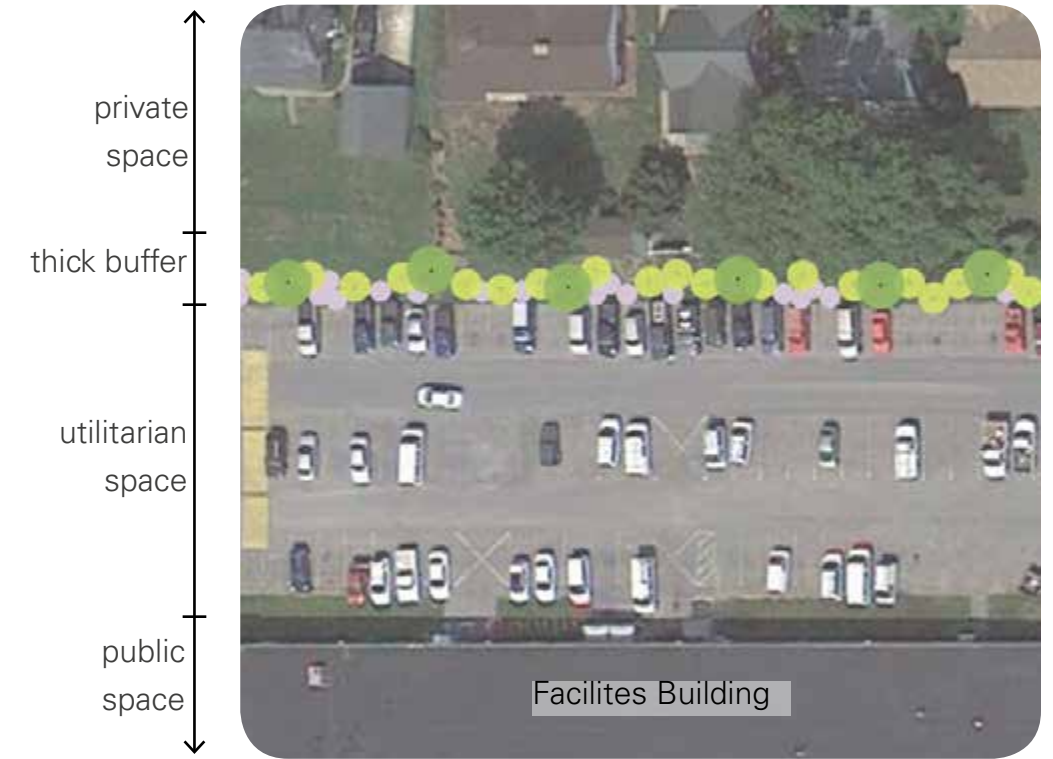 private
space
thick buffer
utilitarian
space
public
space
Facilites Building